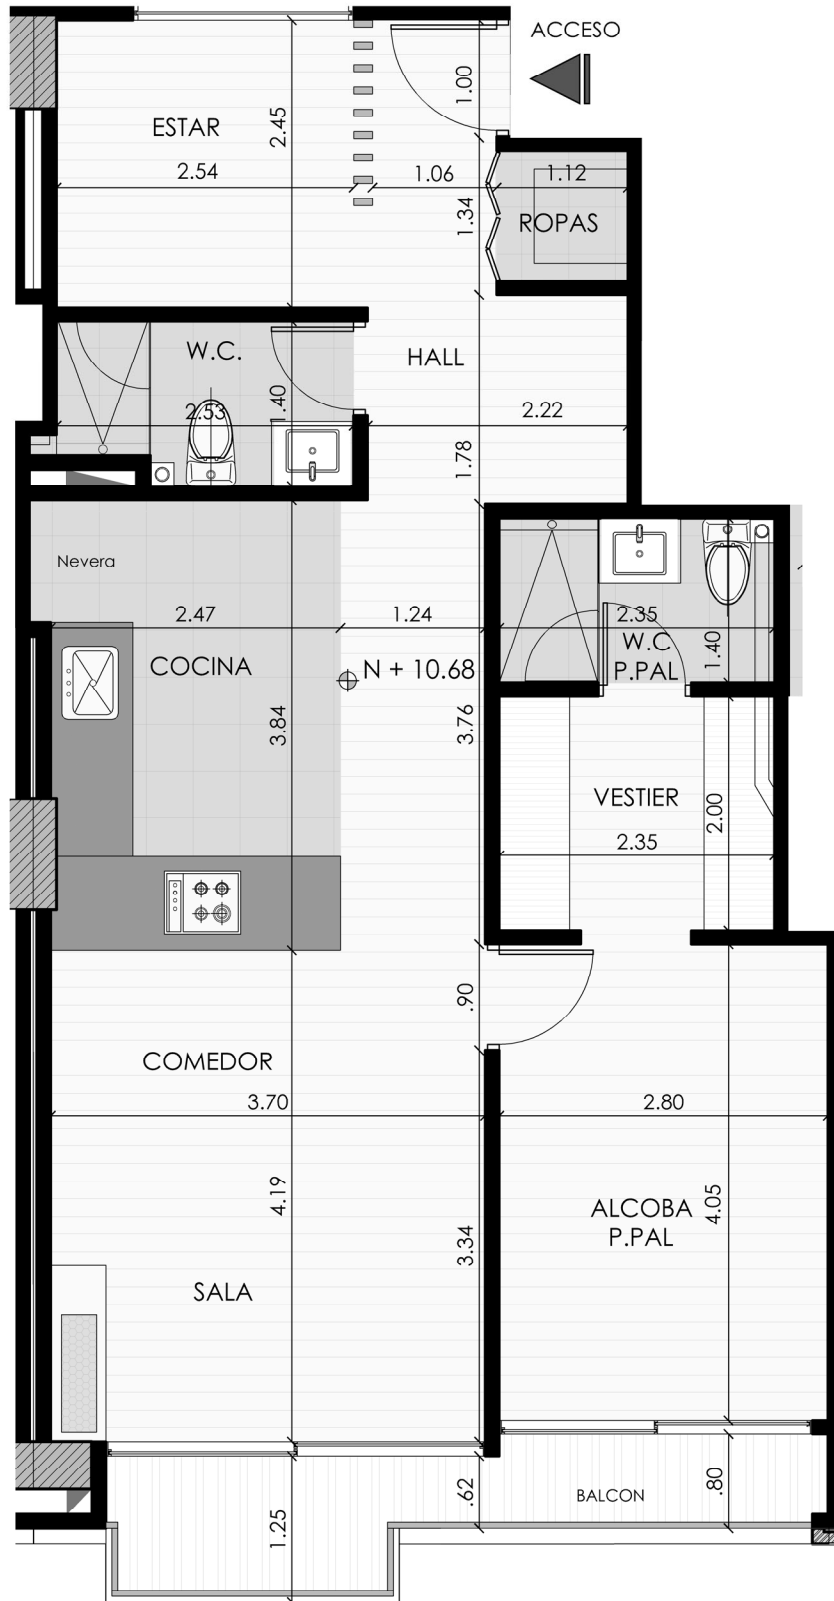 ACCESO
1.00
2.45
ESTAR
2.54
1.06
1.12
1.34
ROPAS
W.C.
HALL
.40
2.53
2.22
1.78
Nevera
2.47
1.24
2.35
W.C
P.PAL
1.40
COCINA
N + 10.68
3.84
3.76
VESTIER
2.00
2.35
.90
COMEDOR
3.70
2.80
4.19
4.05
ALCOBA
P.PAL
3.34
SALA
.62
.80
BALCON
1.25